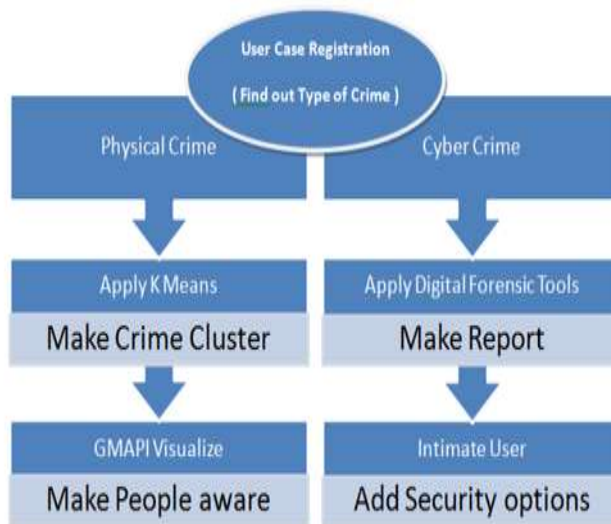 User Case Registration
( Find out Type of Crime )
Physical Crime
Cyber Crime
Apply K Means
Make Crime Cluster
Apply Digital Forensic Tools
Make Report
GMAPI Visualize
Make People aware
Intimate User
Add Security options